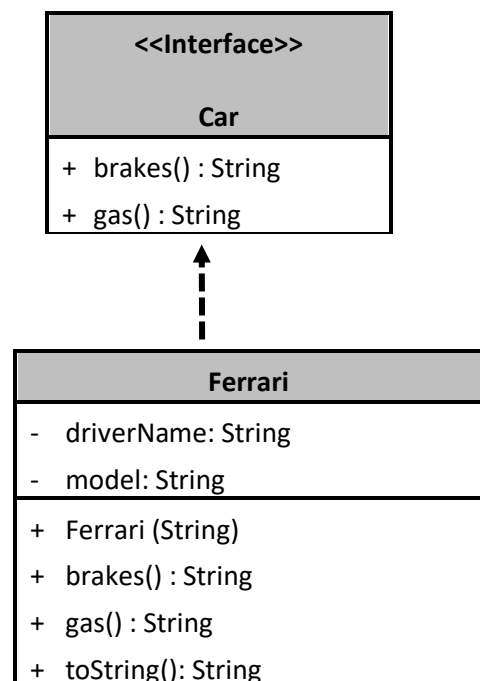 <<Interface>>
Car
+ brakes() : String
+ gas() : String
Ferrari
- driverName: String
- model: String
+ Ferrari (String)
+ brakes() : String
+ gas() : String
+ toString(): String